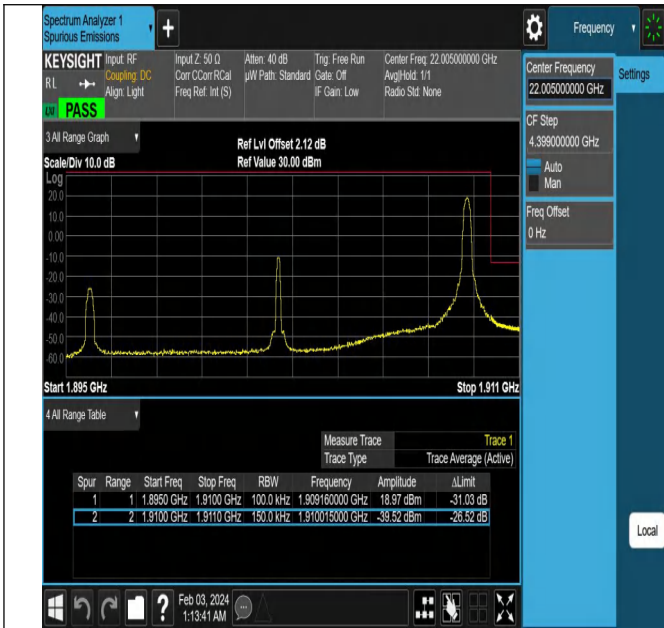 Spectrum Analyzer 1
Spurious Emissions
Frequency
KEYSIGHT
RL
Input: RF
Coupling: DC
Align: Light
Input Z: 50 Ω
Corr CCorr RCal
Freq Ref: Int (S)
Atten: 40 dB
µW Path: Standard
Trig: Free Run
Gate: Off
IF Gain: Low
Center Freq: 22.005000000 GHz
Avg|Hold: 1/1
Radio Std: None
PASS
3 All Range Graph
Scale/Div 10.0 dB
Ref Lvl Offset 2.12 dB
Ref Value 30.00 dBm
Log
20.0
10.0
0.00
-10.0
-20.0
-30.0
-40.0
-50.0
-60.0
Start 1.895 GHz
Stop 1.911 GHz
4 All Range Table
Measure Trace Trace 1
Trace Type Trace Average (Active)
Spur Range Start Freq Stop Freq RBW Frequency Amplitude ΔLimit
1 1 1.8950 GHz 1.9100 GHz 100.0 kHz 1.909160000 GHz 18.97 dBm -31.03 dB
2 2 1.9100 GHz 1.9110 GHz 150.0 kHz 1.910015000 GHz -39.52 dBm -26.52 dB
Center Frequency
22.005000000 GHz
Settings
CF Step
4.399000000 GHz
Auto
Man
Freq Offset
0 Hz
Local
?
Feb 03, 2024
1:13:41 AM